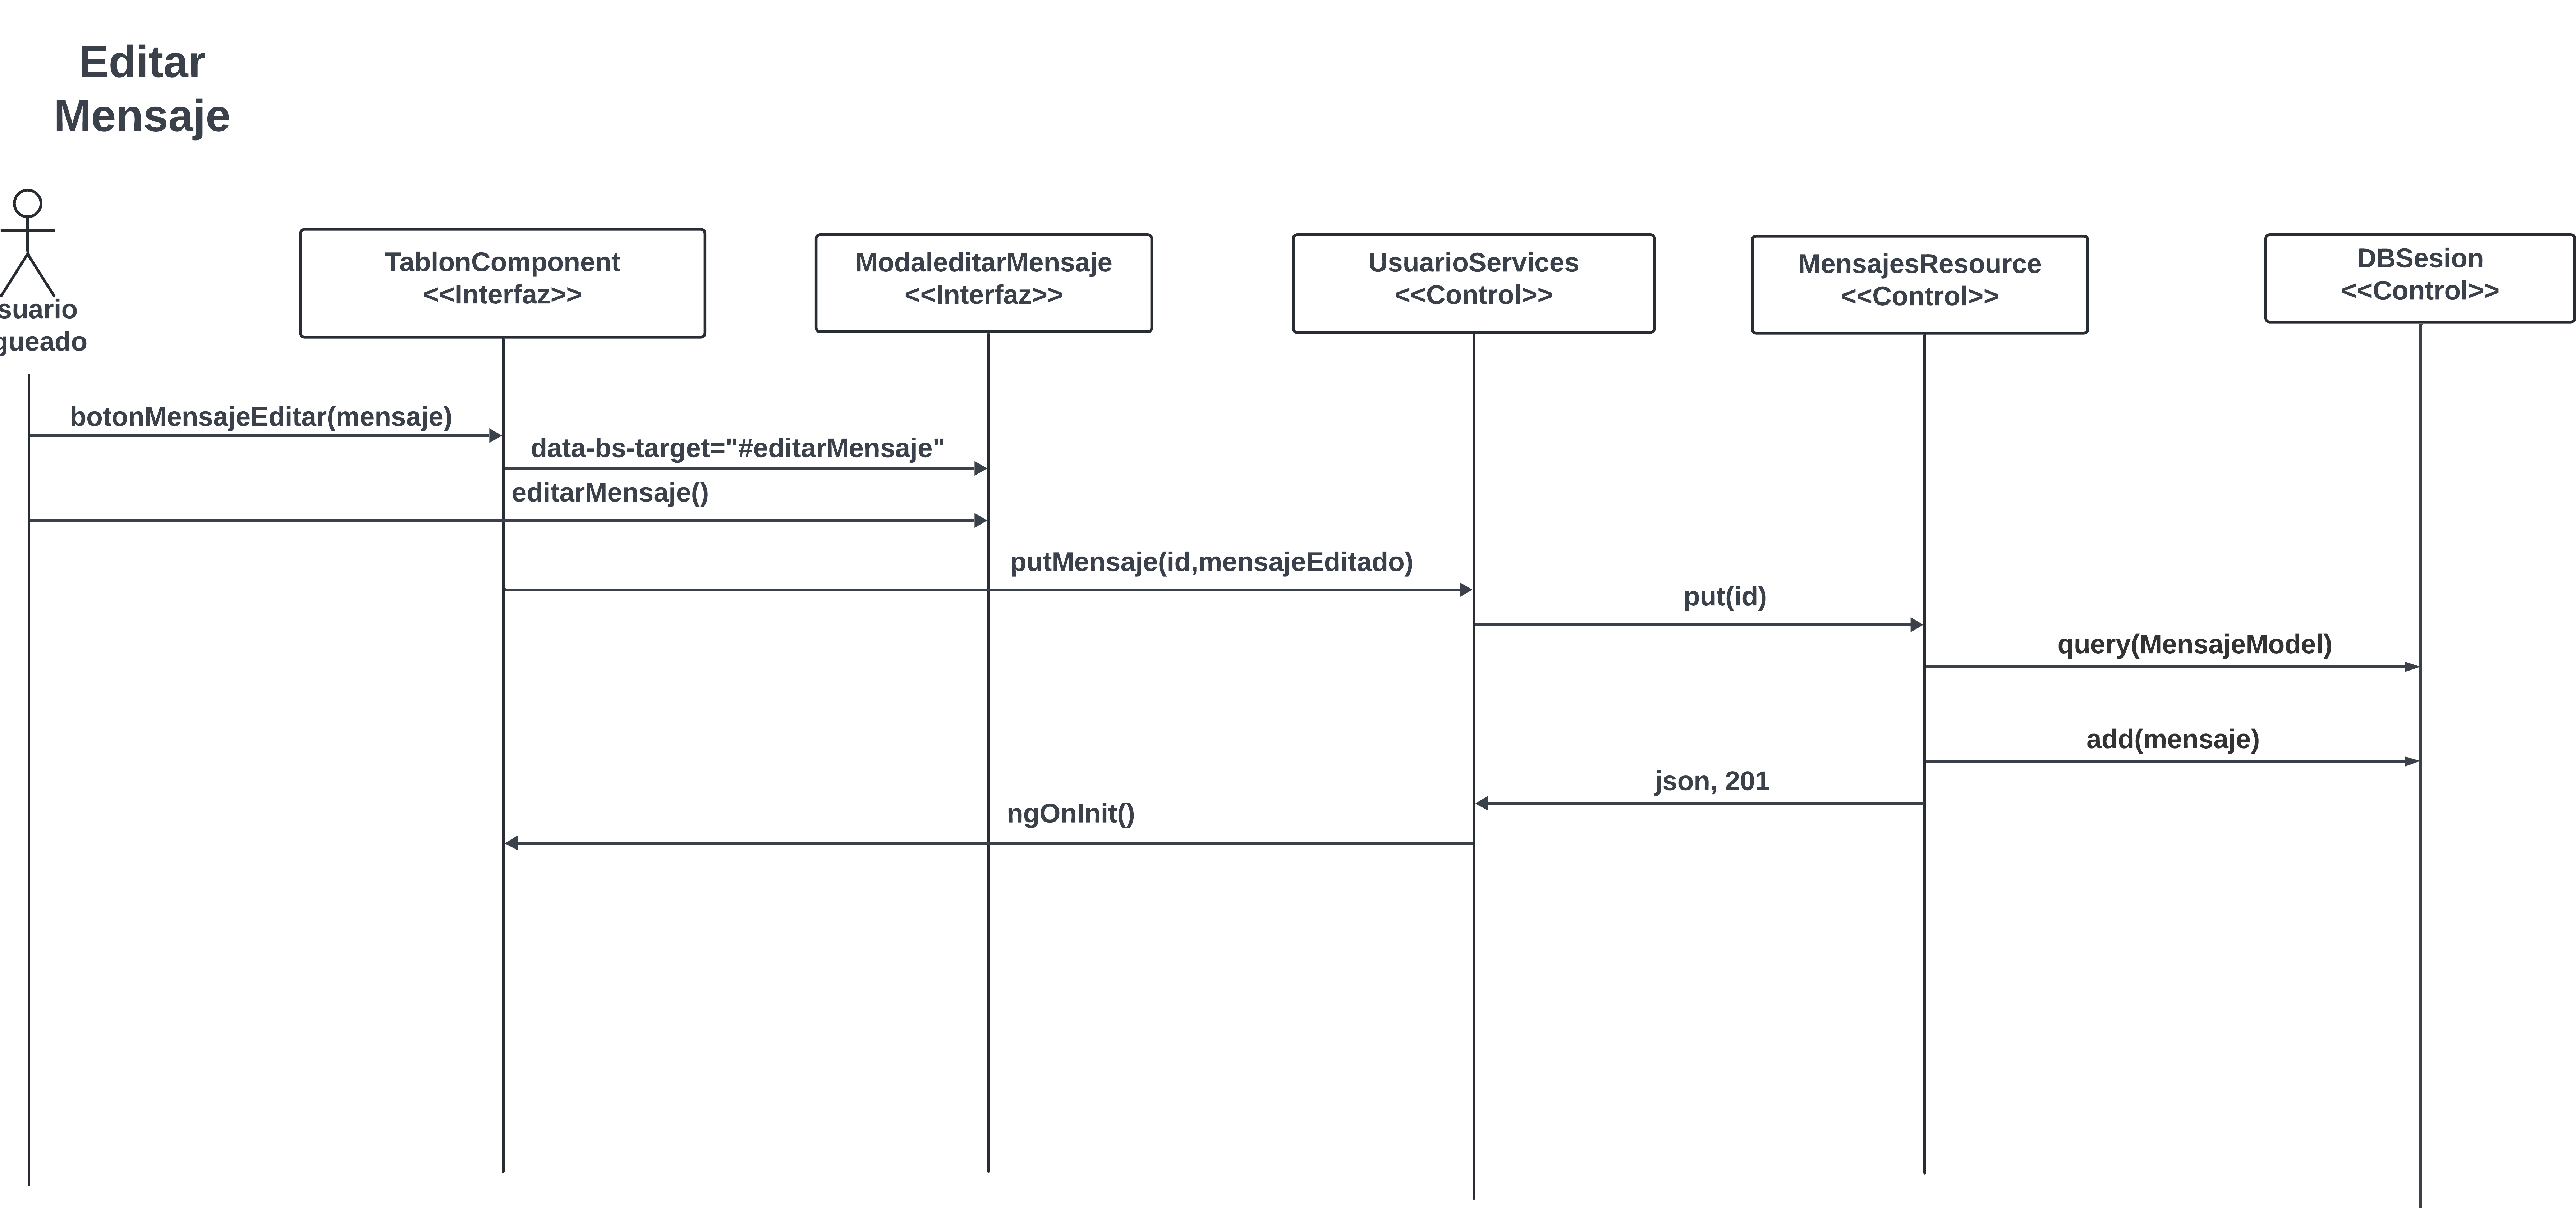 Editar
Mensaje
TablonComponent
<<Interfaz>>
ModaleditarMensaje
<<Interfaz>>
UsuarioServices
<<Control>>
MensajesResource
<<Control>>
DBSesion
<<Control>>
suario
gueado
botonMensajeEditar(mensaje)
data-bs-target="#editarMensaje"
editarMensaje()
putMensaje(id,mensajeEditado)
put(id)
query(MensajeModel)
add(mensaje)
json, 201
ngOnInit()